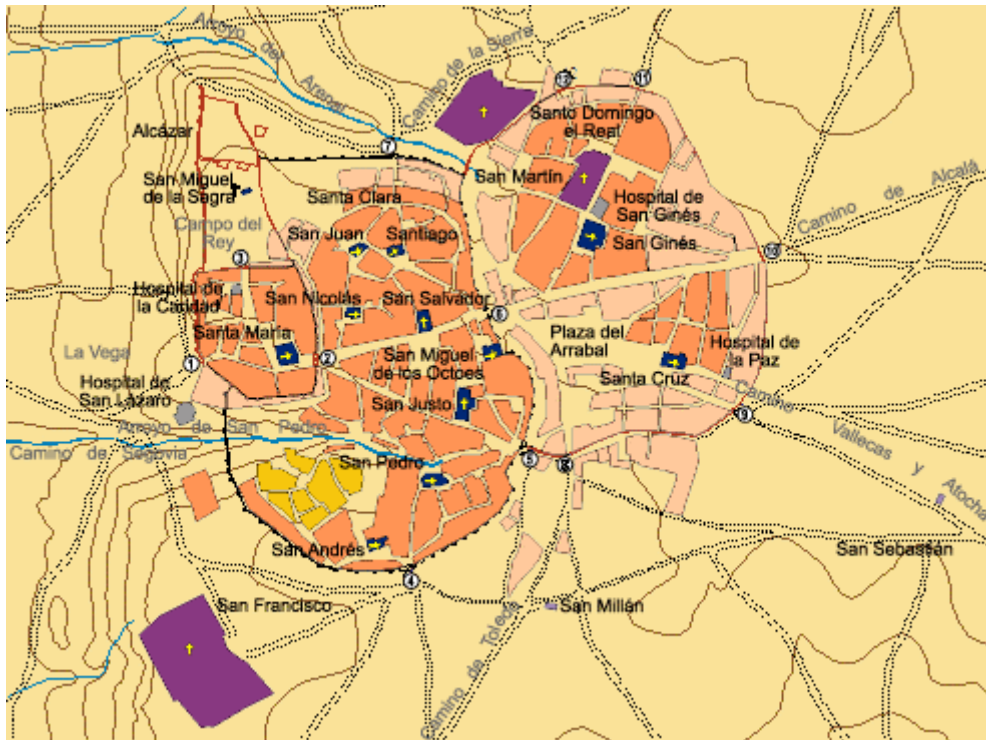 Arroyo del Arenal
Camino de la Sierra
12
11
Alcázar
7
Santo Domingo
el Real
San Martín
San Miguel
de la Sagra
Santa Clara
Hospital de
San Ginés
Camino de Alcalá
Campo del
Rey
San Juan
Santiago
San Ginés
10
3
Hospital de
la Caridad
San Nicolás
San Salvador
6
Santa María
Plaza del
Arrabal
La Vega
1
2
San Miguel
de los Octoes
Hospital de
la Paz
Hospital de
San Lázaro
Santa Cruz
San Justo
Camino Vallecas y Atocha
9
Arroyo de San Pedro
Camino de Segovia
San Pedro
5
8
San Andrés
San Sebassán
4
San Francisco
San Millán
Camino de Toledo